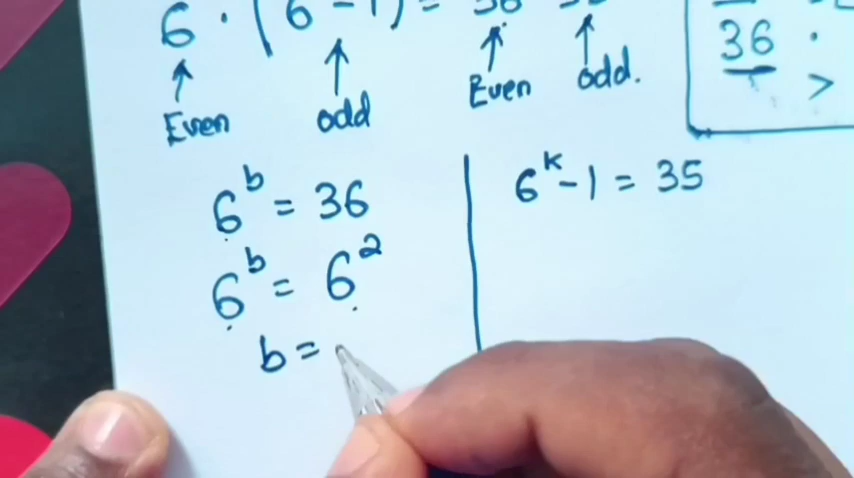 6 · (6 - 1) = 36
Even odd Even odd.
36 ·
>
6^b = 36
6^b = 6^2
b =
6^k - 1 = 35